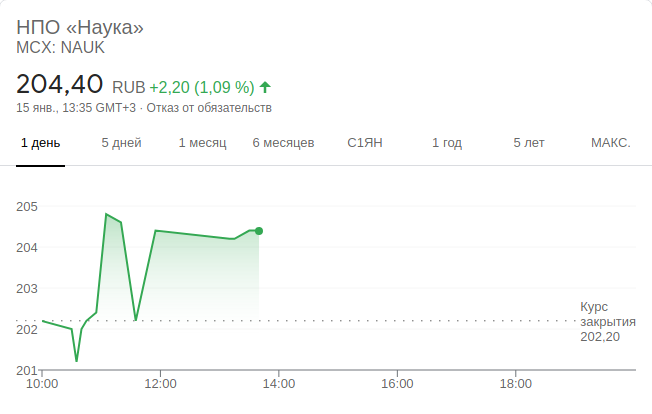 НПО «Наука»
MCX: NAUK
204,40 RUB +2,20 (1,09 %)
15 янв., 13:35 GMT+3 · Отказ от обязательств
1 день 5 дней 1 месяц 6 месяцев С1ЯН 1 год 5 лет МАКС.
205
204
203
202
201
Курс
закрытия
202,20
10:00 12:00 14:00 16:00 18:00